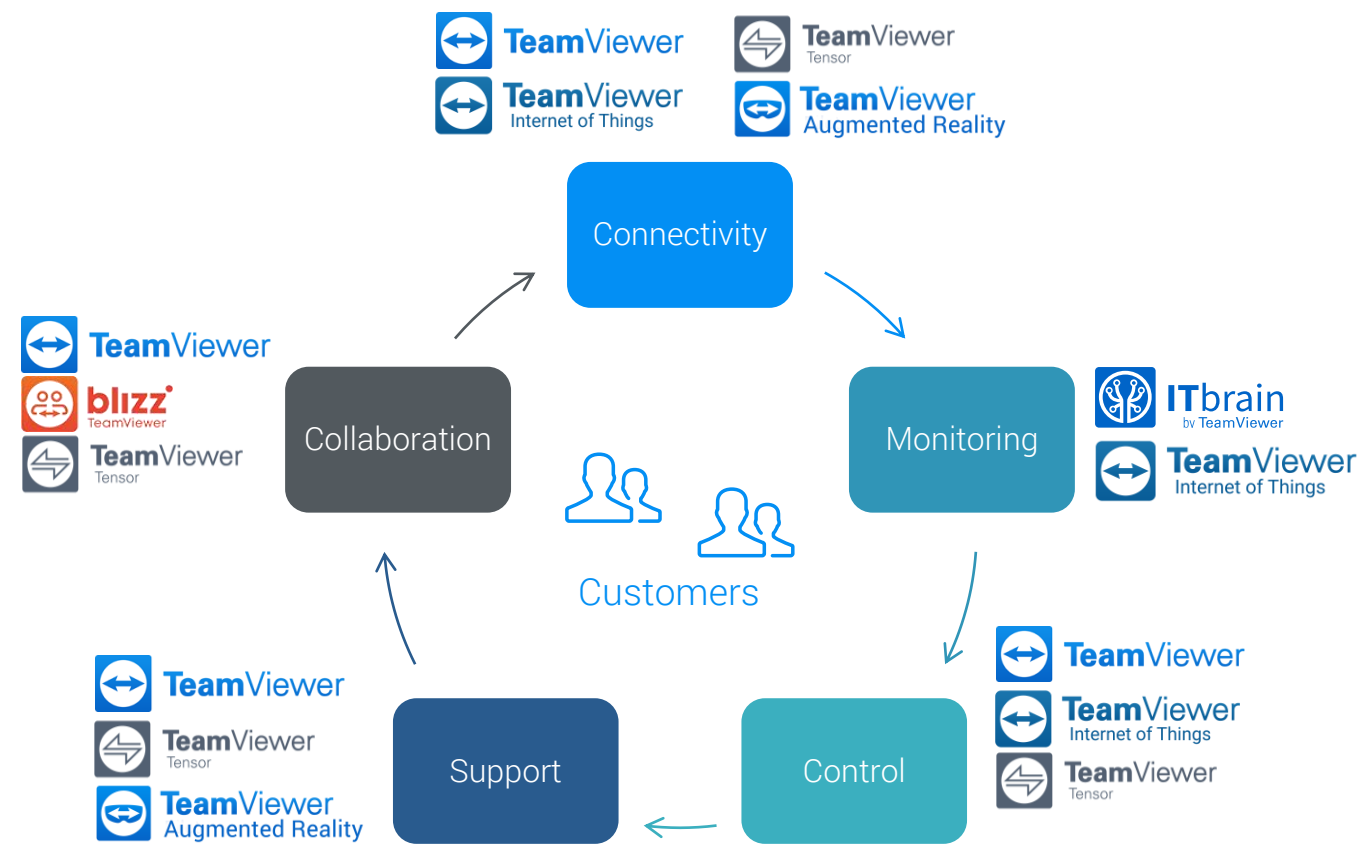 TeamViewer
TeamViewer
Tensor
TeamViewer
Internet of Things
TeamViewer
Augmented Reality
Connectivity
TeamViewer
blizz
TeamViewer
TeamViewer
Tensor
Collaboration
Monitoring
ITbrain
by TeamViewer
TeamViewer
Internet of Things
Customers
TeamViewer
TeamViewer
Tensor
TeamViewer
Augmented Reality
Support
Control
TeamViewer
TeamViewer
Internet of Things
TeamViewer
Tensor